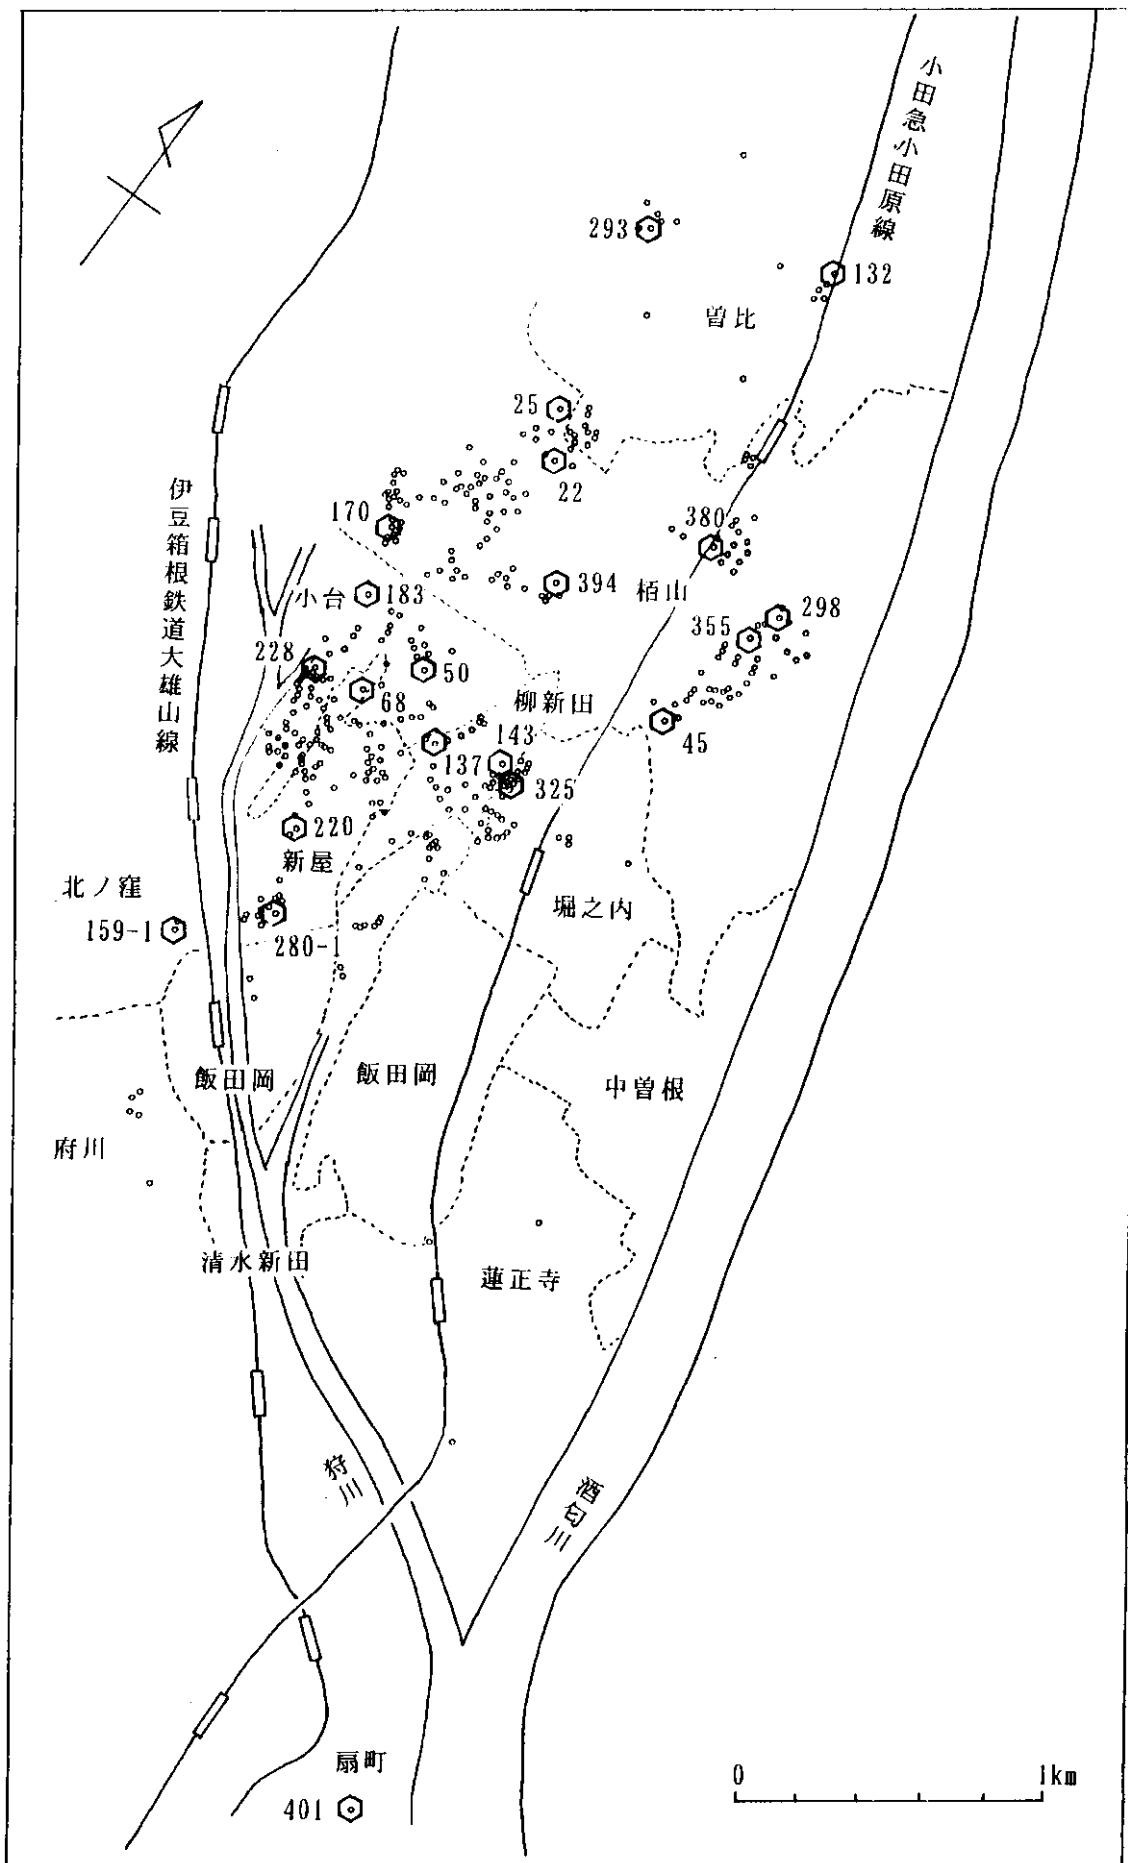 小田急小田原線
293
132
曽比
25
22
伊豆箱根鉄道大雄山線
170
380
394
栢山
小台
183
298
355
228
50
68
柳新田
45
143
137
325
220
新屋
北ノ窪
堀之内
159-1
280-1
飯田岡
飯田岡
中曽根
府川
清水新田
蓮正寺
狩川
酒匂川
扇町
0 1km
401